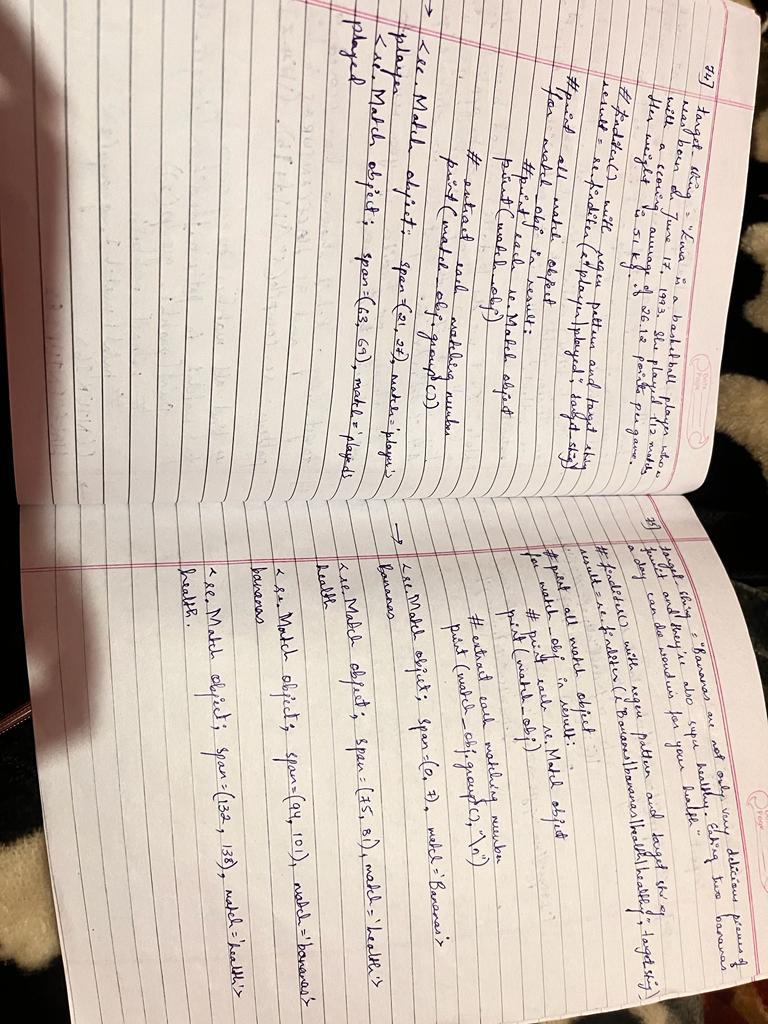 74] target_string = "Emma is a basketball player who
was born on June 17, 1993. She played 112 matches
with a scoring average of 26.12 points per game.
Her weight is 51 kg."
# finditer() with regex pattern and target string
result = re.finditer(r"player|played", target_string)
# print all match object
for match_obj in result:
# print each re.Match object
print(match_obj)
# extract each matching number
print(match_obj.group())
→ <re.Match object; span=(21, 27), match='player'>
player
<re.Match object; span=(63, 69), match='played'>
played
Date
Page
75] target_string = "Bananas are not only very delicious pieces of
fruit and they're also super healthy. Eating two bananas
a day can do wonders for your health"
# finditer() with regex pattern and target string
result = re.finditer(r"Bananas|bananas|health|healthy", target_string)
# print all match object
for match_obj in result:
# print each re.Match object
print(match_obj)
# extract each matching number
print(match_obj.group(), "\n")
→ <re.Match object; span=(0, 7), match='Bananas'>
Bananas
<re.Match object; span=(75, 81), match='health'>
health
<re.Match object; span=(94, 101), match='bananas'>
bananas
<re.Match object; span=(132, 138), match='health'>
health.
Page